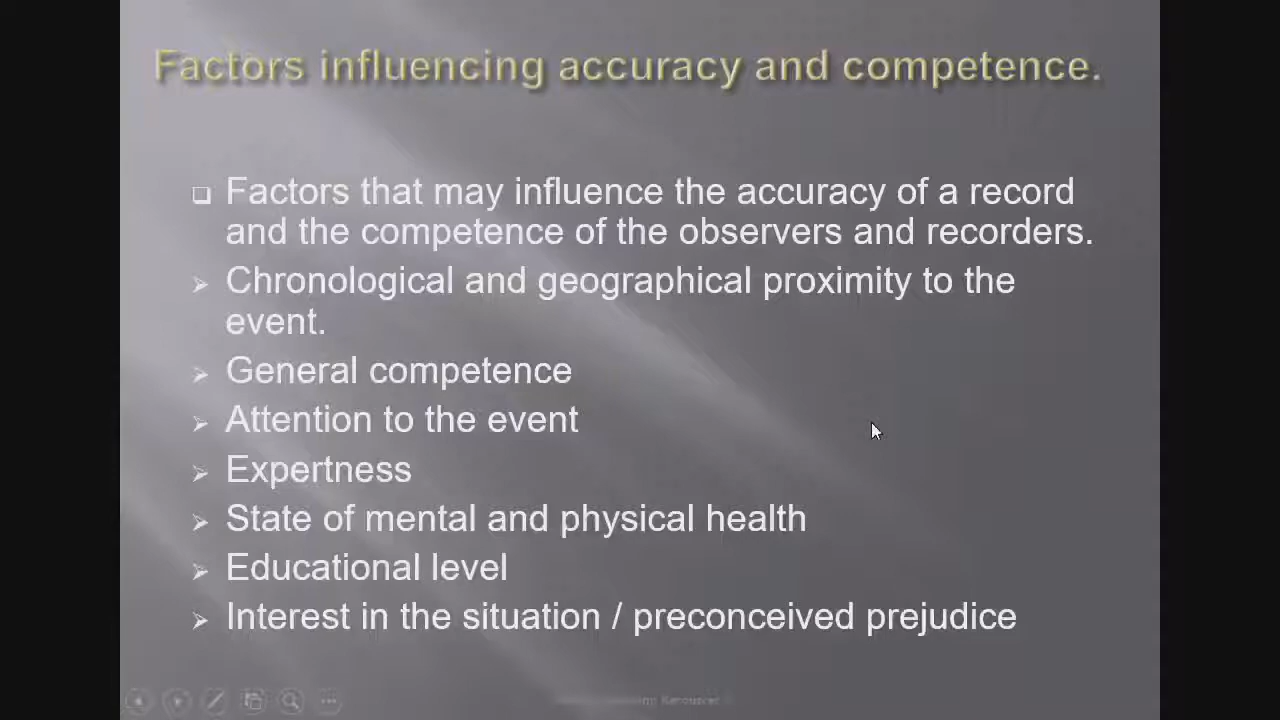 Factors influencing accuracy and competence.
Factors that may influence the accuracy of a record
and the competence of the observers and recorders.
Chronological and geographical proximity to the
event.
General competence
Attention to the event
Expertness
State of mental and physical health
Educational level
Interest in the situation / preconceived prejudice
Resources